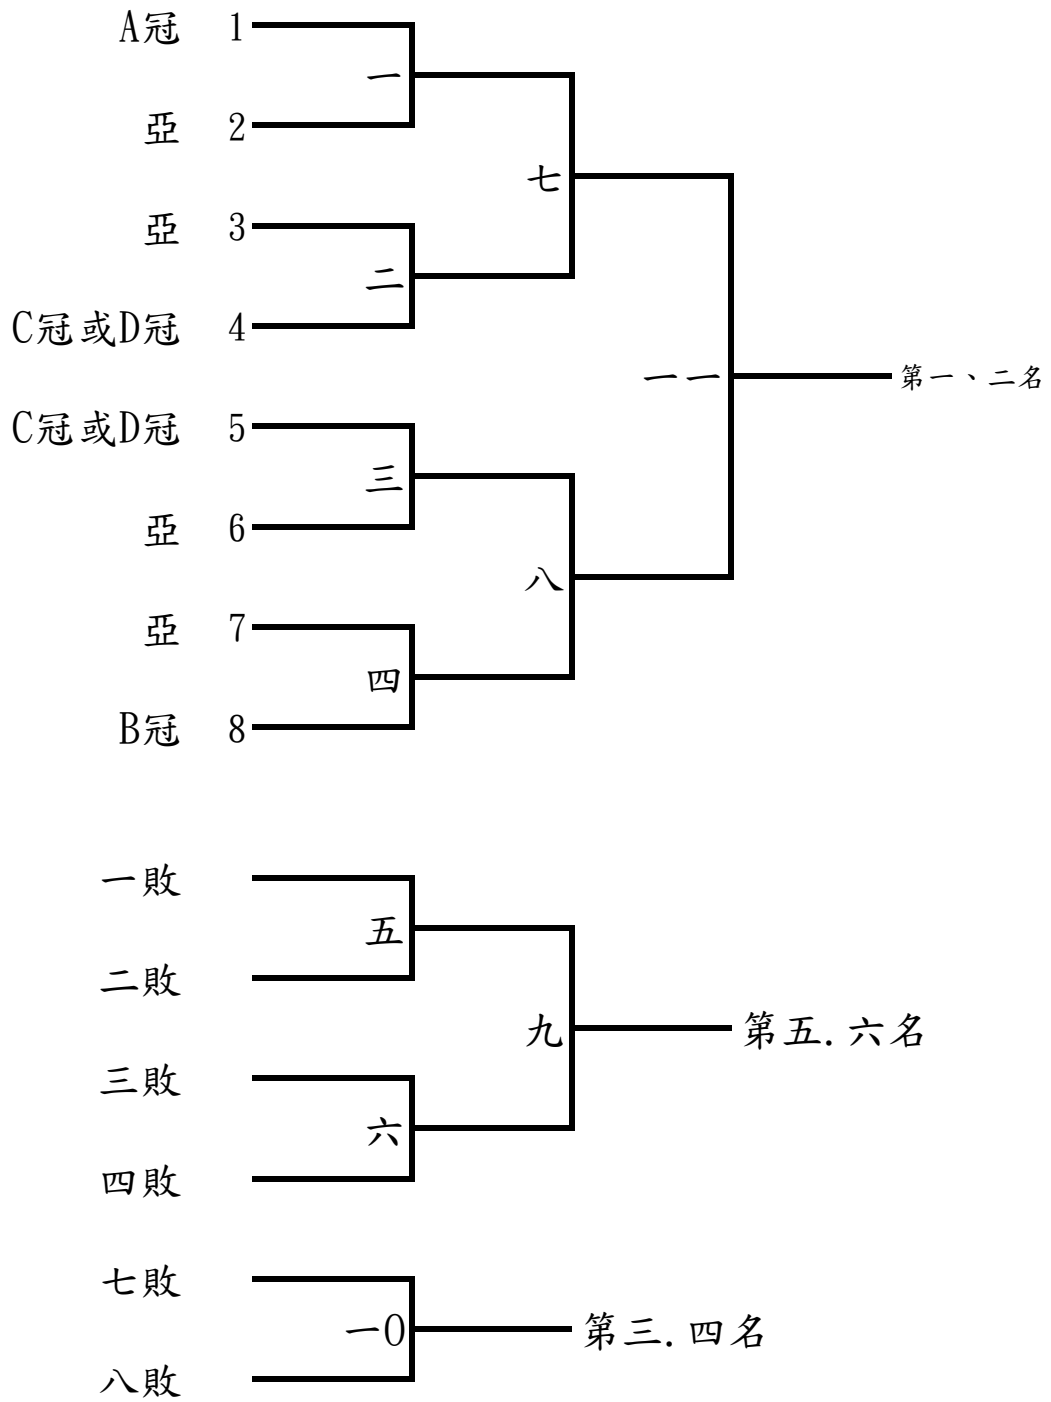 A冠 1
一
亞 2
七
亞 3
二
C冠或D冠 4
一一 第一、二名
C冠或D冠 5
三
亞 6
八
亞 7
四
B冠 8
一敗
五
二敗
九 第五.六名
三敗
六
四敗
七敗
一0 第三.四名
八敗